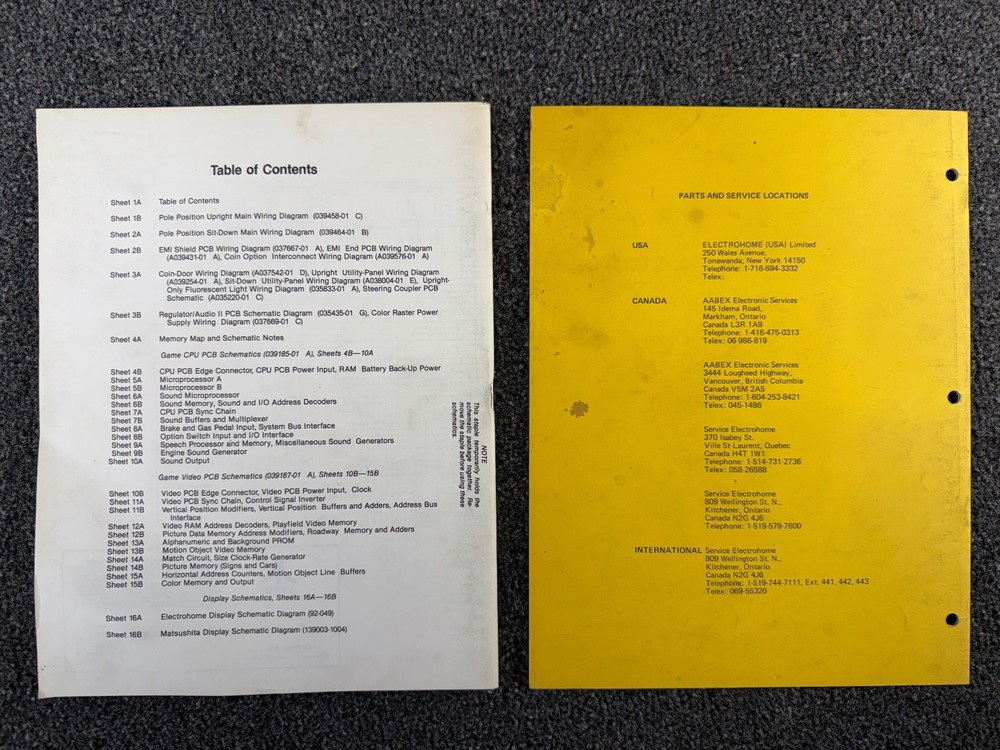 Table of Contents
Sheet 1A Table of Contents
Sheet 1B Pole Position Upright Main Wiring Diagram (039458-01 C)
Sheet 2A Pole Position Sit-Down Main Wiring Diagram (039464-01 B)
Sheet 2B EMI Shield PCB Wiring Diagram (037667-01 A), EMI End PCB Wiring Diagram
(A039431-01 A), Coin Option Interconnect Wiring Diagram (A039576-01 A)
Sheet 3A Coin-Door Wiring Diagram (A037542-01 D), Upright Utility-Panel Wiring Diagram
(A039254-01 A), Sit-Down Utility-Panel Wiring Diagram (A038004-01 E), Upright-
Only Fluorescent Light Wiring Diagram (035833-01 A), Steering Coupler PCB
Schematic (A035220-01 C)
Sheet 3B Regulator/Audio II PCB Schematic Diagram (035435-01 G), Color Raster Power
Supply Wiring Diagram (037669-01 C)
Sheet 4A Memory Map and Schematic Notes
Game CPU PCB Schematics (039185-01 A), Sheets 4B—10A
Sheet 4B CPU PCB Edge Connector, CPU PCB Power Input, RAM Battery Back-Up Power
Sheet 5A Microprocessor A
Sheet 5B Microprocessor B
Sheet 6A Sound Microprocessor
Sheet 6B Sound Memory, Sound and I/O Address Decoders
Sheet 7A CPU PCB Sync Chain
Sheet 7B Sound Buffers and Multiplexer
Sheet 8A Brake and Gas Pedal Input, System Bus Interface
Sheet 8B Option Switch Input and I/O Interface
Sheet 9A Speech Processor and Memory, Miscellaneous Sound Generators
Sheet 9B Engine Sound Generator
Sheet 10A Sound Output
Game Video PCB Schematics (039187-01 A), Sheets 10B—15B
Sheet 10B Video PCB Edge Connector, Video PCB Power Input, Clock
Sheet 11A Video PCB Sync Chain, Control Signal Inverter
Sheet 11B Vertical Position Modifiers, Vertical Position Buffers and Adders, Address Bus
Interface
Sheet 12A Video RAM Address Decoders, Playfield Video Memory
Sheet 12B Picture Data Memory Address Modifiers, Roadway Memory and Adders
Sheet 13A Alphanumeric and Background PROM
Sheet 13B Motion Object Video Memory
Sheet 14A Match Circuit, Size Clock-Rate Generator
Sheet 14B Picture Memory (Signs and Cars)
Sheet 15A Horizontal Address Counters, Motion Object Line Buffers
Sheet 15B Color Memory and Output
Display Schematics, Sheets 16A—16B
Sheet 16A Electrohome Display Schematic Diagram (92-049)
Sheet 16B Matsushita Display Schematic Diagram (139003-1004)
NOTE
This staple temporarily holds the
schematic package together. Re-
move the staple before using these
schematics.
PARTS AND SERVICE LOCATIONS
USA ELECTROHOME (USA) Limited
250 Wales Avenue,
Tonawanda, New York 14150
Telephone: 1-716-694-3332
Telex:
CANADA AABEX Electronic Services
145 Idema Road,
Markham, Ontario
Canada L3R 1A9
Telephone: 1-416-475-0313
Telex: 06-986-819
AABEX Electronic Services
3444 Lougheed Highway,
Vancouver, British Columbia
Canada V5M 2A5
Telephone: 1-604-253-8421
Telex: 045-1486
Service Electrohome
370 Isabey St.
Ville St-Laurent, Quebec
Canada H4T 1W1
Telephone: 1-514-731-2736
Telex: 058-26588
Service Electrohome
809 Wellington St. N.,
Kitchener, Ontario
Canada N2G 4J6
Telephone: 1-519-579-7600
INTERNATIONAL Service Electrohome
809 Wellington St. N.,
Kitchener, Ontario
Canada N2G 4J6
Telephone: 1-519-744-7111, Ext. 441, 442, 443
Telex: 069-55320